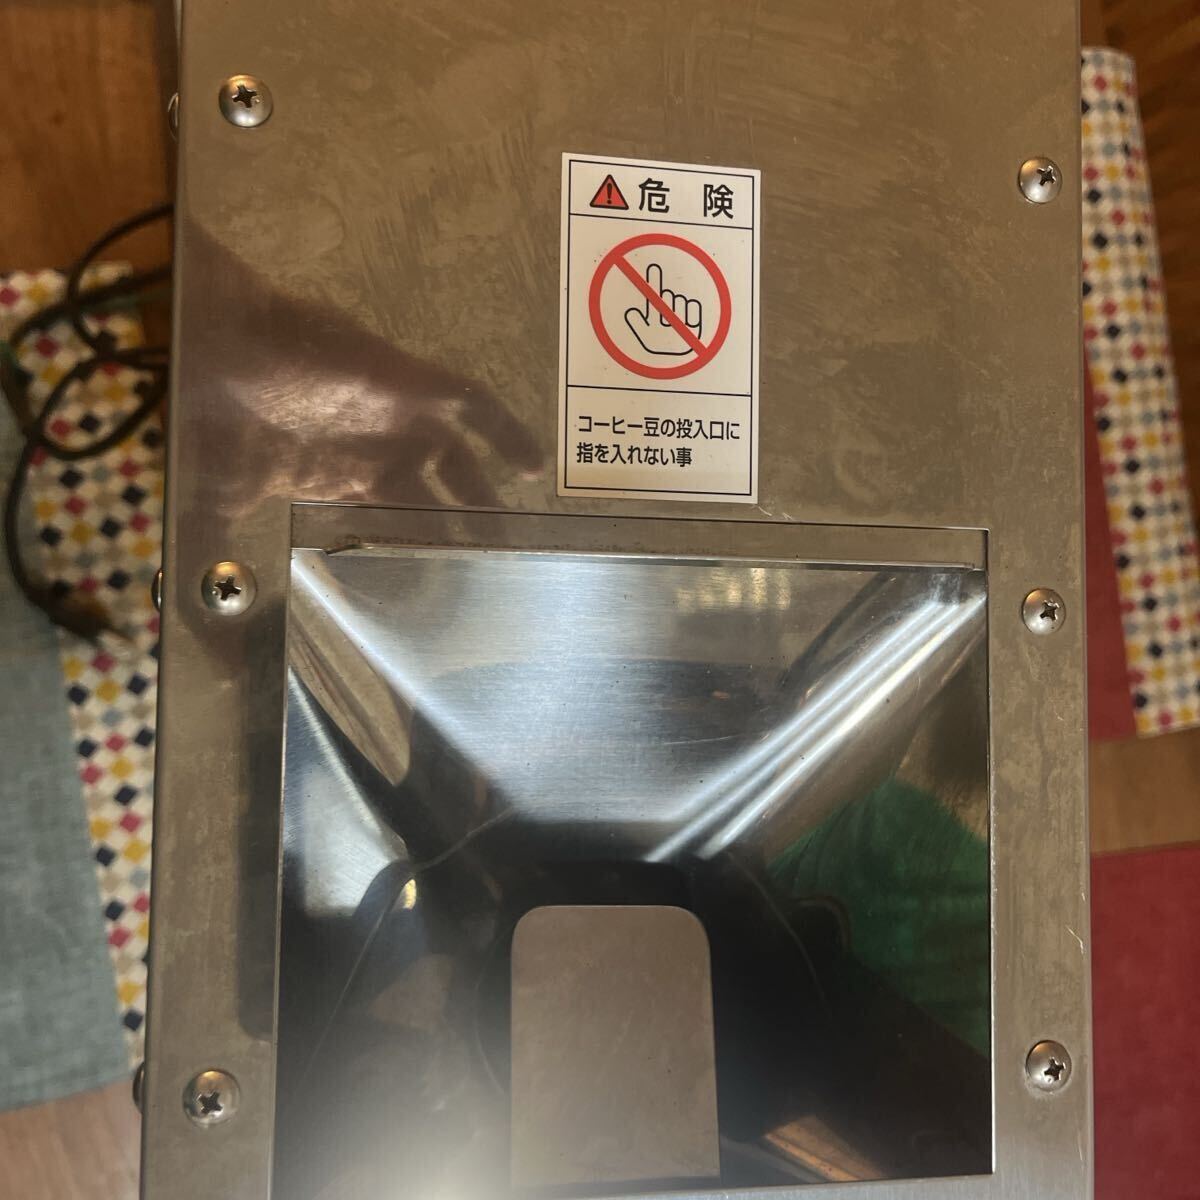 危 険
コーヒー豆の投入口に
指を入れない事